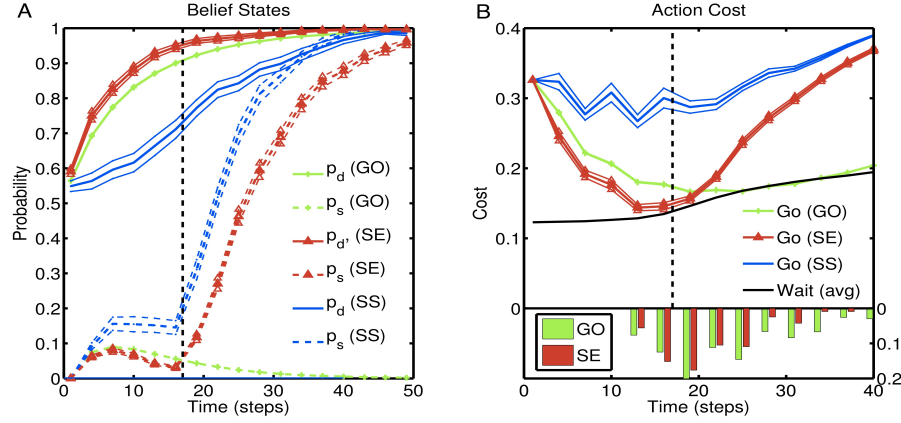 A
Belief States
1
0.9
0.8
0.7
0.6
0.5
0.4
0.3
0.2
0.1
0
Probability
p_d (GO)
p_s (GO)
p_d, (SE)
p_s (SE)
p_d (SS)
p_s (SS)
0 10 20 30 40 50
Time (steps)
B
Action Cost
0.4
0.3
0.2
0.1
0
Cost
Go (GO)
Go (SE)
Go (SS)
Wait (avg)
GO
SE
0
0.1
0.2
0 10 20 30 40
Time (steps)